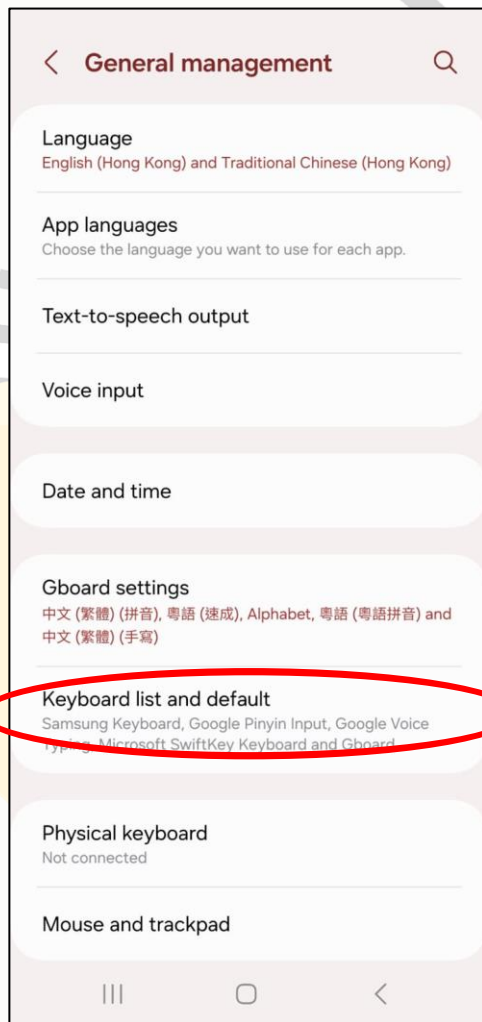 General management
Language
English (Hong Kong) and Traditional Chinese (Hong Kong)
App languages
Choose the language you want to use for each app.
Text-to-speech output
Voice input
Date and time
Gboard settings
中文 (繁體) (拼音), 粵語 (速成), Alphabet, 粵語 (粵語拼音) and
中文 (繁體) (手寫)
Keyboard list and default
Samsung Keyboard, Google Pinyin Input, Google Voice
Typing, Microsoft SwiftKey Keyboard and Gboard
Physical keyboard
Not connected
Mouse and trackpad